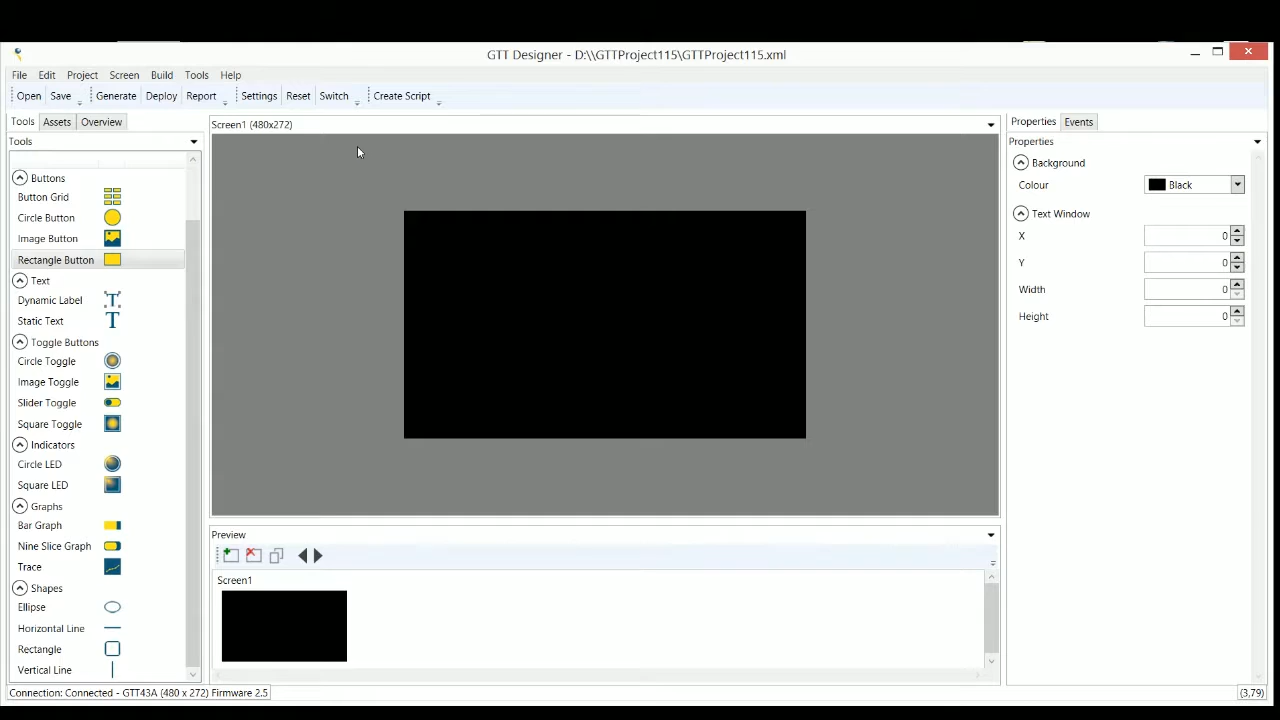 GTT Designer - D:\\GTTProject115\GTTProject115.xml
File Edit Project Screen Build Tools Help
Open Save Generate Deploy Report Settings Reset Switch Create Script
Tools Assets Overview
Tools
Buttons
Button Grid
Circle Button
Image Button
Rectangle Button
Text
Dynamic Label
Static Text
Toggle Buttons
Circle Toggle
Image Toggle
Slider Toggle
Square Toggle
Indicators
Circle LED
Square LED
Graphs
Bar Graph
Nine Slice Graph
Trace
Shapes
Ellipse
Horizontal Line
Rectangle
Vertical Line
Screen1 (480x272)
Preview
Screen1
Properties Events
Properties
Background
Colour Black
Text Window
X 0
Y 0
Width 0
Height 0
Connection: Connected - GTT43A (480 x 272) Firmware 2.5
(3,79)